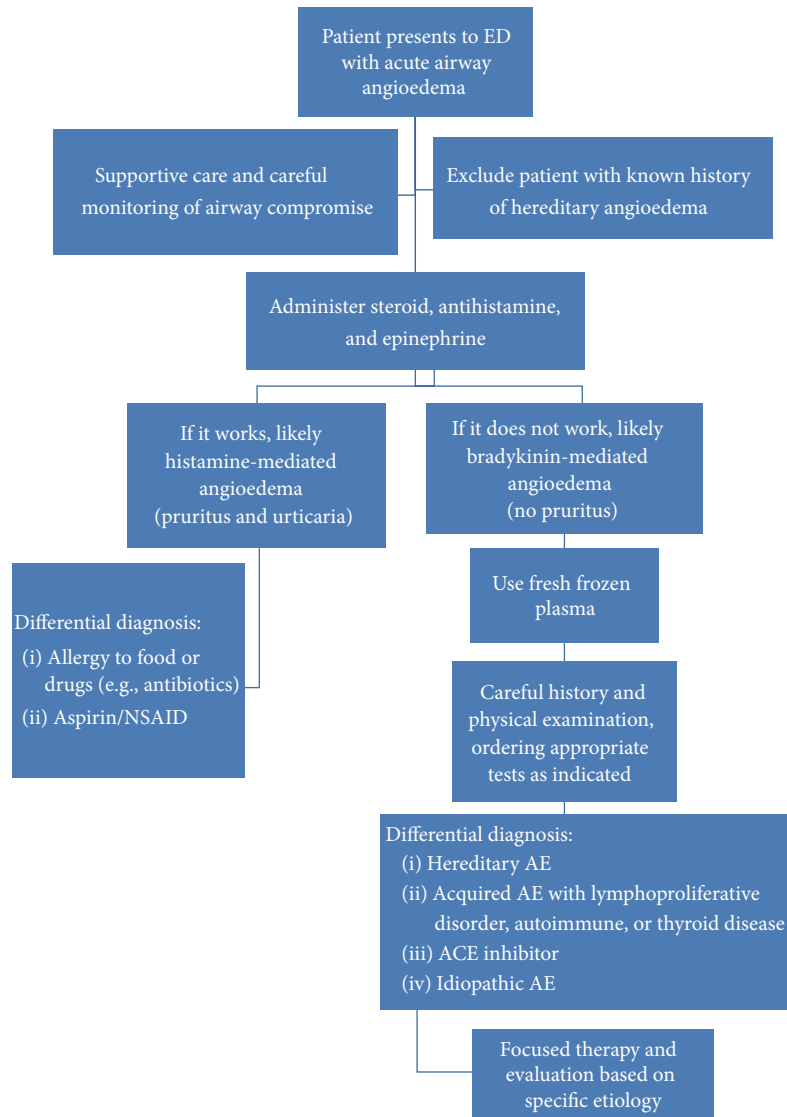 Patient presents to ED
with acute airway
angioedema
Supportive care and careful
monitoring of airway compromise
Exclude patient with known history
of hereditary angioedema
Administer steroid, antihistamine,
and epinephrine
If it works, likely
histamine-mediated
angioedema
(pruritus and urticaria)
If it does not work, likely
bradykinin-mediated
angioedema
(no pruritus)
Differential diagnosis:
(i) Allergy to food or
drugs (e.g., antibiotics)
(ii) Aspirin/NSAID
Use fresh frozen
plasma
Careful history and
physical examination,
ordering appropriate
tests as indicated
Differential diagnosis:
(i) Hereditary AE
(ii) Acquired AE with lymphoproliferative
disorder, autoimmune, or thyroid disease
(iii) ACE inhibitor
(iv) Idiopathic AE
Focused therapy and
evaluation based on
specific etiology